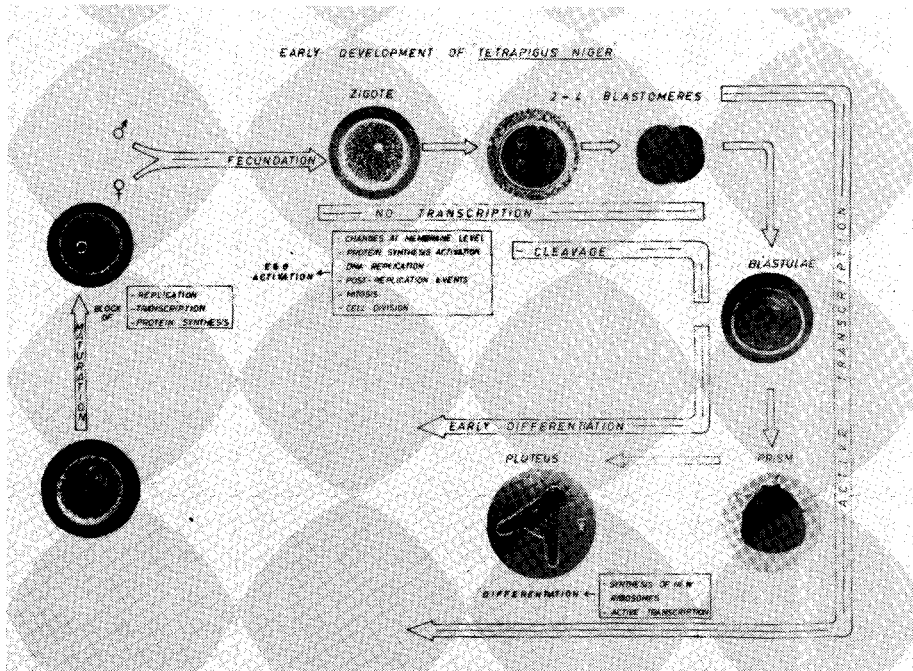 EARLY DEVELOPMENT OF TETRAPIGUS NIGER
ZIGOTE
2-4 BLASTOMERES
♂
♀
FECUNDATION
NO TRANSCRIPTION
CLEAVAGE
EGG
ACTIVATION
- CHANGES AT MEMBRANE LEVEL
- PROTEIN SYNTHESIS ACTIVATION
- DNA REPLICATION
- POST-REPLICATION EVENTS
- MITOSIS
- CELL DIVISION
BLASTULAE
BLOCK
OF
- REPLICATION
- TRANSCRIPTION
- PROTEIN SYNTHESIS
MATURATION
EARLY DIFFERENTIATION
ACTIVE TRANSCRIPTION
PLUTEUS
PRISM
DIFFERENTIATION
- SYNTHESIS OF NEW
RIBOSOMES
- ACTIVE TRANSCRIPTION